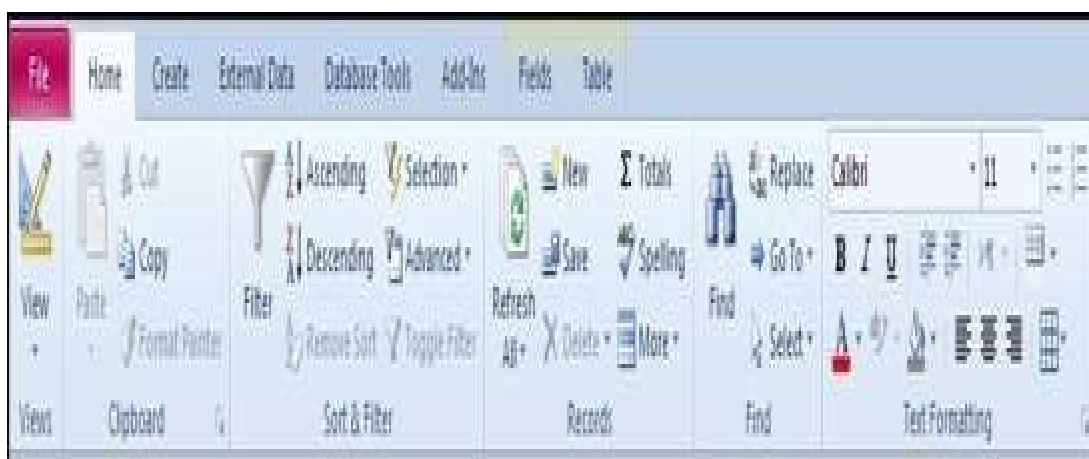 File Home Create External Data Database Tools Add-Ins Fields Table
Cut Ascending Selection New Σ Totals Replace Calibri 11
Copy Descending Advanced Save Spelling Go To B I U
View Paste Format Painter Filter Remove Sort Toggle Filter Refresh All Delete More Find Select A
Views Clipboard Sort & Filter Records Find Text Formatting